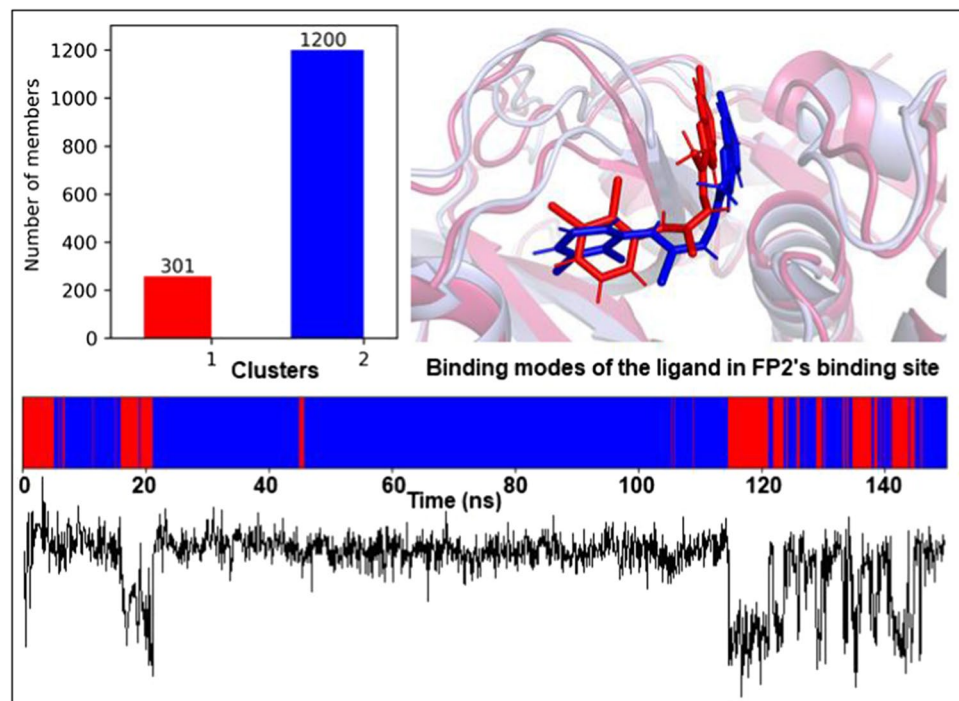 Number of members
1200
1000
800
600
400
200
0
301
1200
1
2
Clusters
Binding modes of the ligand in FP2's binding site
0 20 40 60 80 100 120 140
Time (ns)